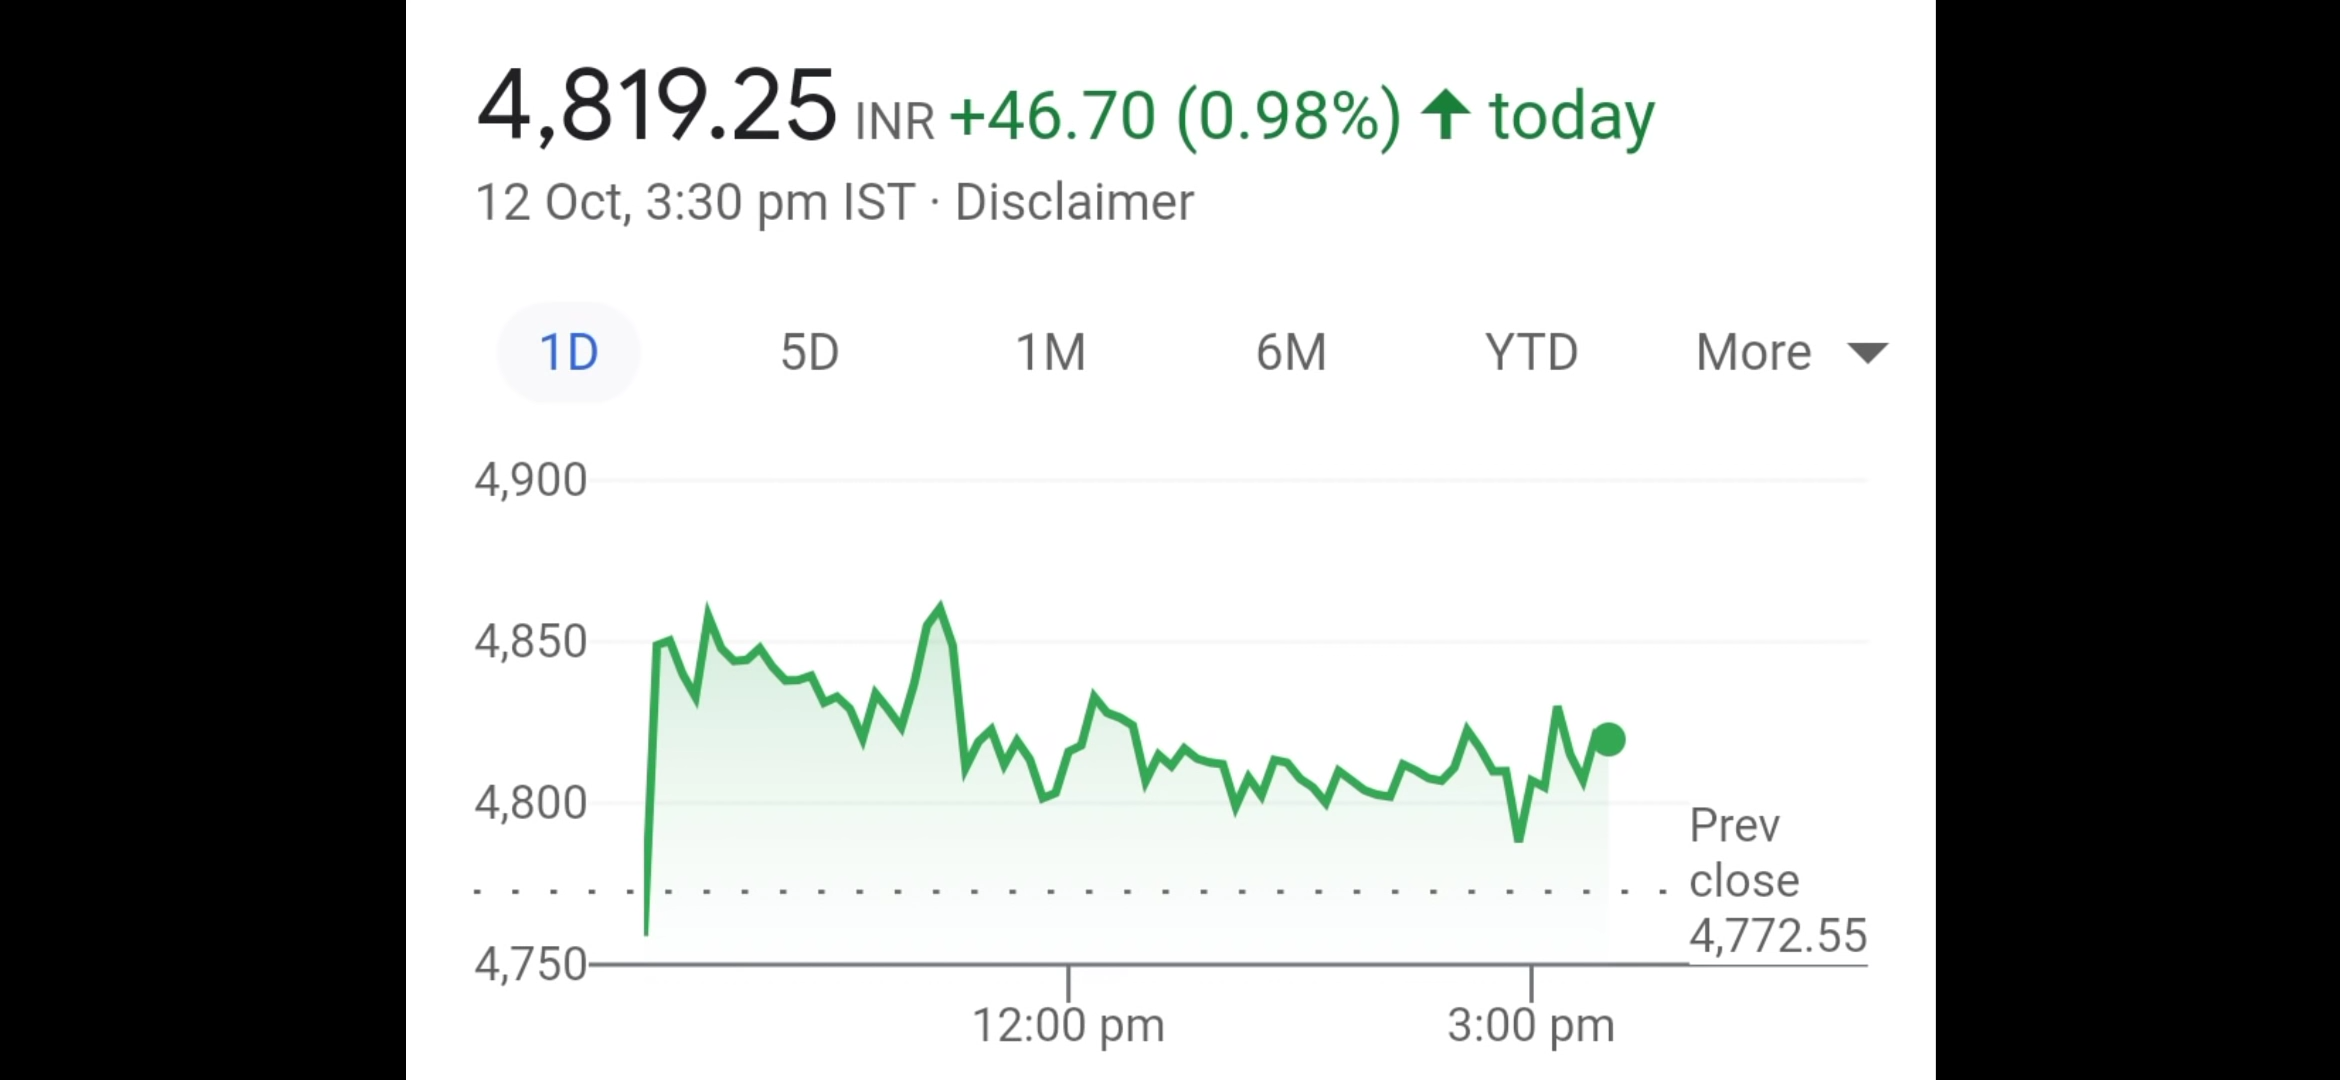 4,819.25 INR +46.70 (0.98%) ↑ today
12 Oct, 3:30 pm IST · Disclaimer
1D 5D 1M 6M YTD More
4,900
4,850
4,800
Prev
close
4,772.55
4,750
12:00 pm 3:00 pm